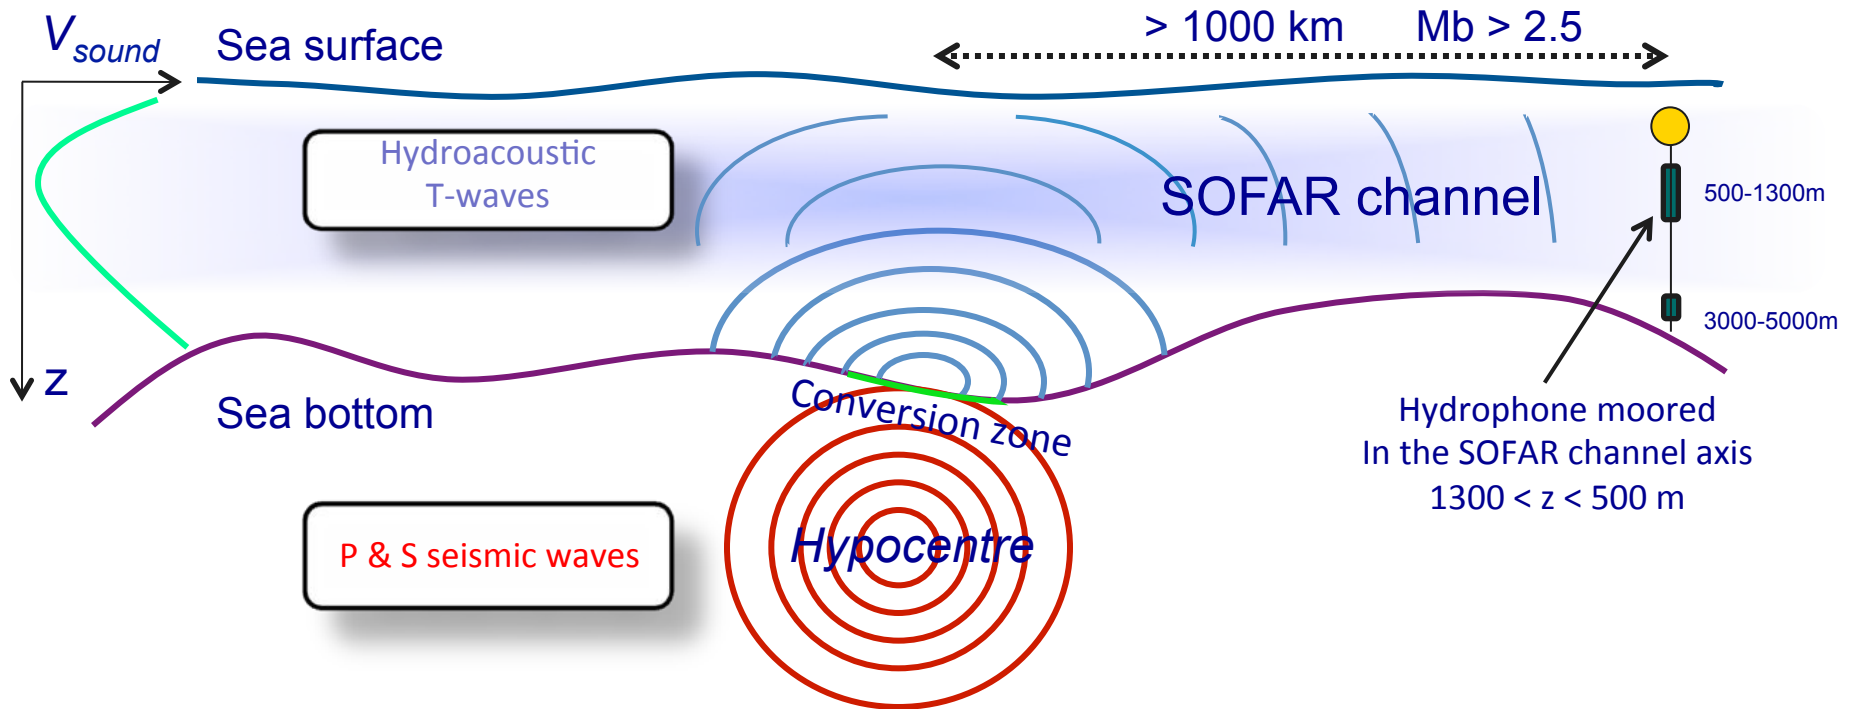 V sound
Sea surface
> 1000 km Mb > 2.5
Hydroacoustic
T-waves
SOFAR channel
500-1300m
3000-5000m
z
Sea bottom
Conversion zone
Hydrophone moored
In the SOFAR channel axis
1300 < z < 500 m
P & S seismic waves
Hypocentre